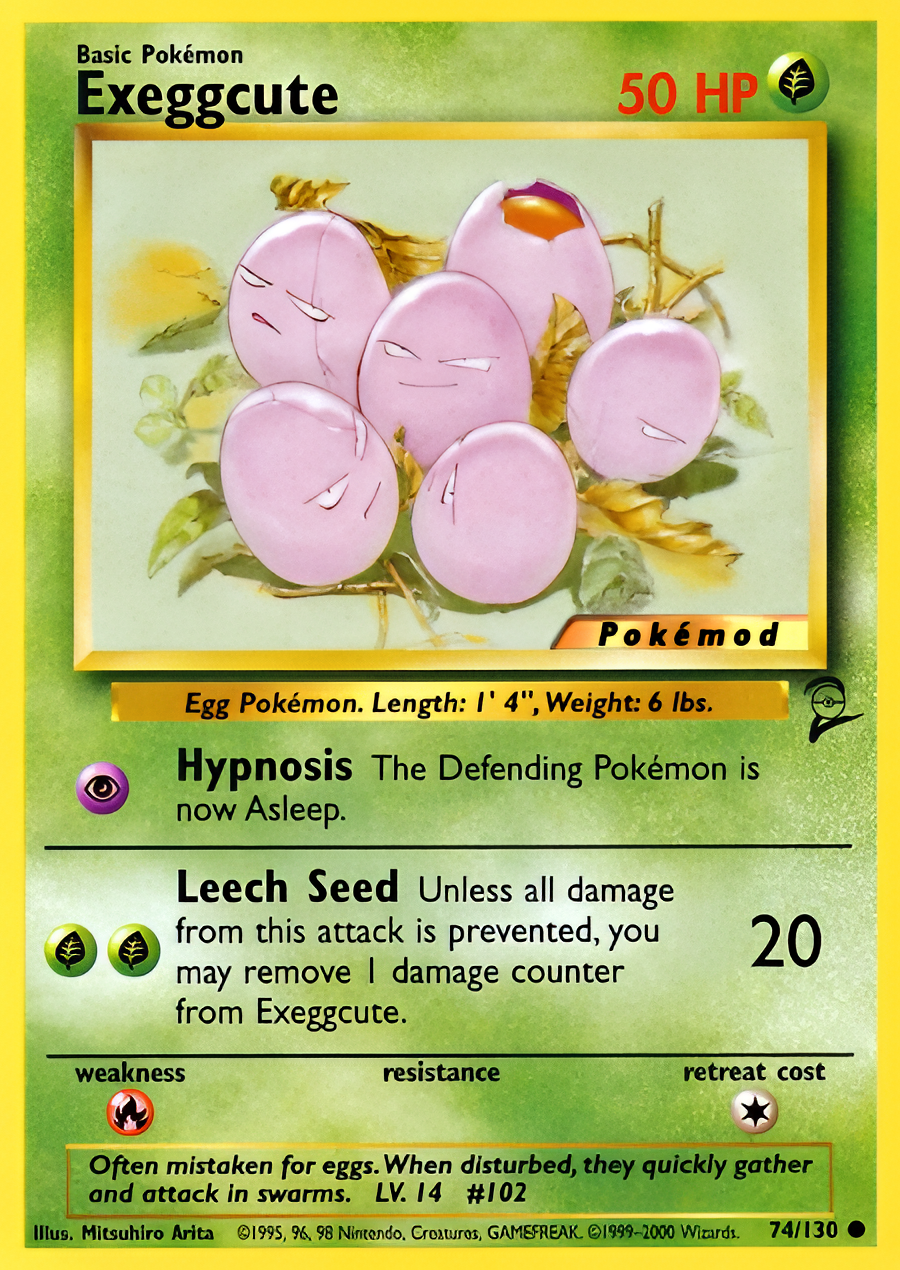 Basic Pokémon
Exeggcute
50 HP
Pokémod
Egg Pokémon. Length: 1' 4", Weight: 6 lbs.
Hypnosis The Defending Pokémon is
now Asleep.
Leech Seed Unless all damage
from this attack is prevented, you
may remove 1 damage counter
from Exeggcute.
20
weakness
resistance
retreat cost
Often mistaken for eggs. When disturbed, they quickly gather
and attack in swarms. LV. 14 #102
Illus. Mitsuhiro Arita ©1995, 96, 98 Nintendo, Creatures, GAMEFREAK. ©1999-2000 Wizards. 74/130